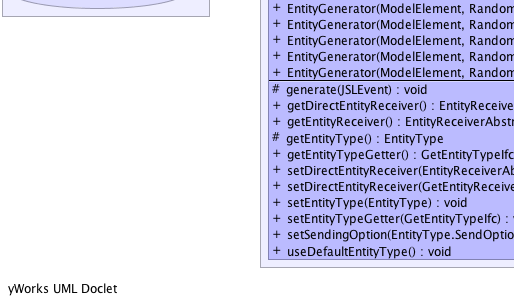 + EntityGenerator(ModelElement, Random
+ EntityGenerator(ModelElement, Random
+ EntityGenerator(ModelElement, Random
+ EntityGenerator(ModelElement, Random
+ EntityGenerator(ModelElement, Random
# generate(JSLEvent) : void
+ getDirectEntityReceiver() : EntityReceive
+ getEntityReceiver() : EntityReceiverAbstr
# getEntityType() : EntityType
+ getEntityTypeGetter() : GetEntityTypeIfc
+ setDirectEntityReceiver(EntityReceiverAb
+ setDirectEntityReceiver(GetEntityReceive
+ setEntityType(EntityType) : void
+ setEntityTypeGetter(GetEntityTypeIfc) : v
+ setSendingOption(EntityType.SendOptio
+ useDefaultEntityType() : void
yWorks UML Doclet